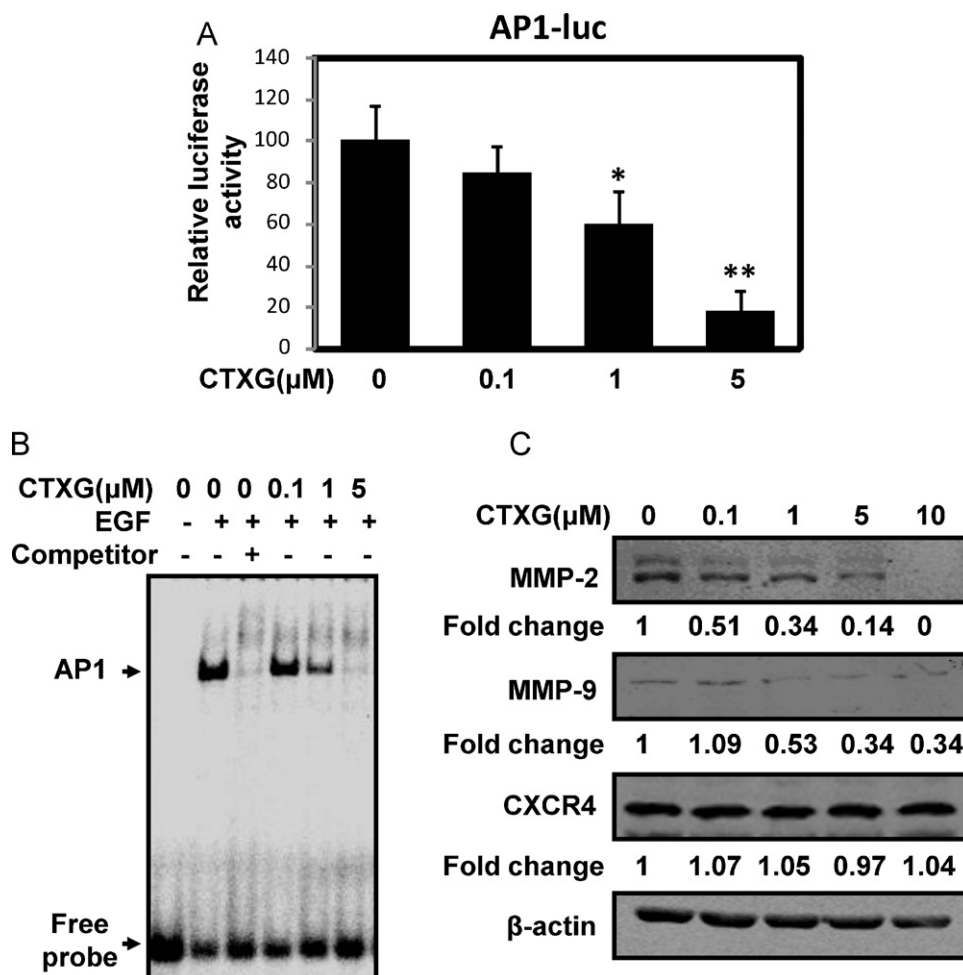 A
AP1-luc
Relative luciferase
activity
140
120
100
80
60
40
20
0
*
**
CTXG(μM) 0 0.1 1 5
B
CTXG(μM) 0 0 0 0.1 1 5
EGF - + + + + +
Competitor - - + - - -
AP1
Free
probe
C
CTXG(μM) 0 0.1 1 5 10
MMP-2
Fold change 1 0.51 0.34 0.14 0
MMP-9
Fold change 1 1.09 0.53 0.34 0.34
CXCR4
Fold change 1 1.07 1.05 0.97 1.04
β-actin